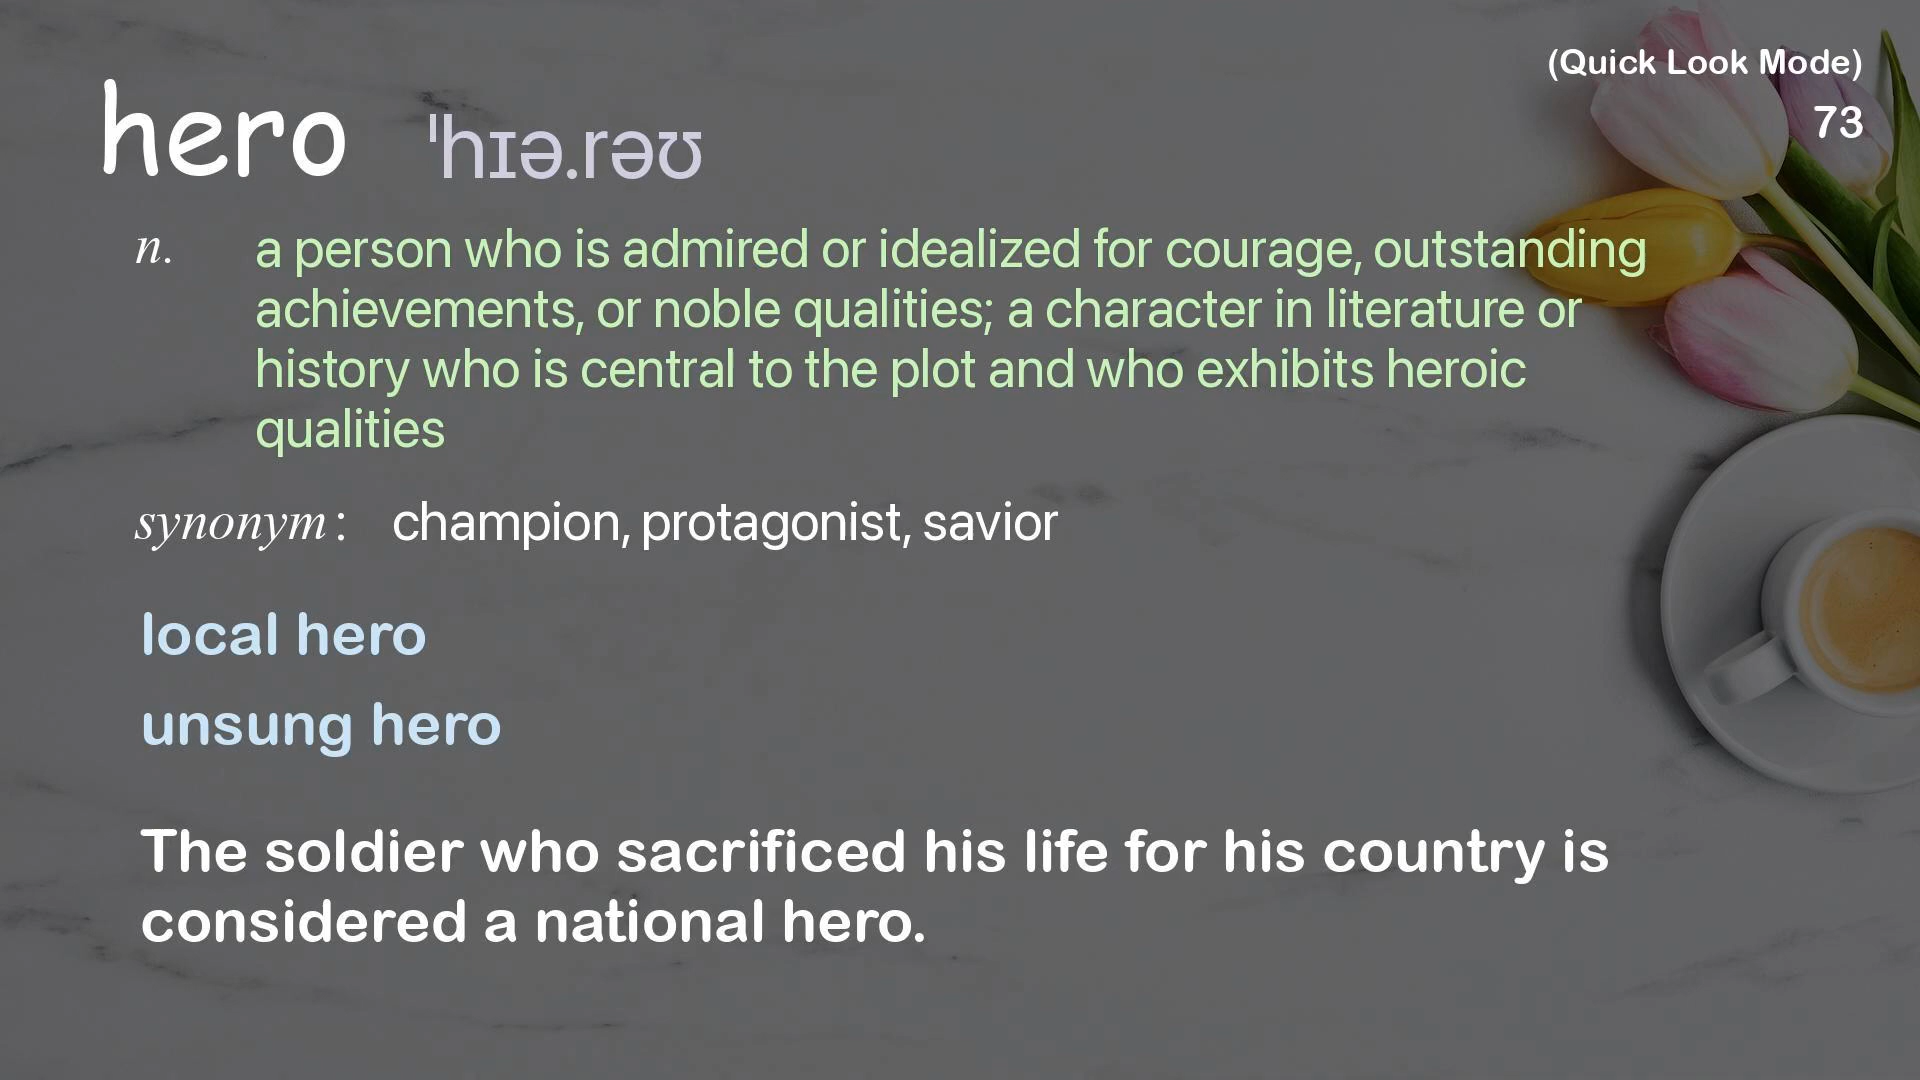 (Quick Look Mode)
73
hero ˈhɪə.rəʊ
n. a person who is admired or idealized for courage, outstanding
achievements, or noble qualities; a character in literature or
history who is central to the plot and who exhibits heroic
qualities
synonym: champion, protagonist, savior
local hero
unsung hero
The soldier who sacrificed his life for his country is
considered a national hero.